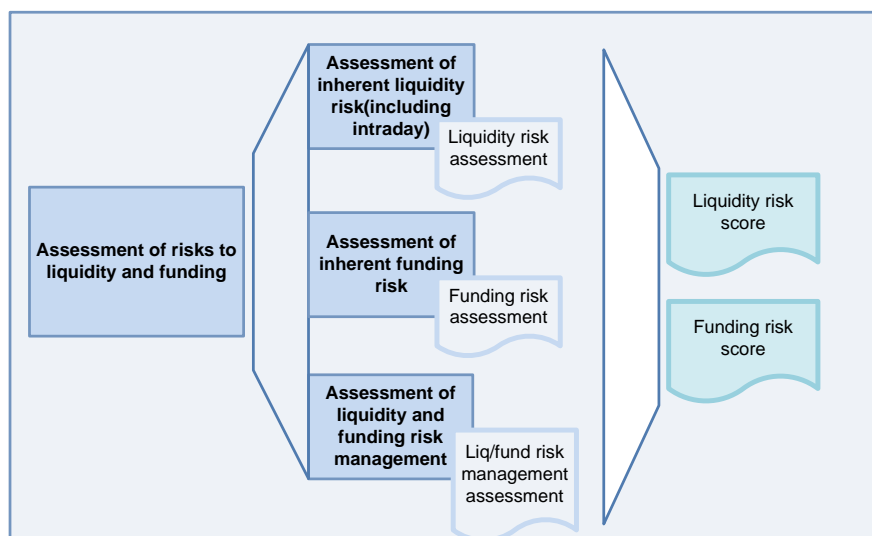 Assessment of risks to
liquidity and funding
Assessment of
inherent liquidity
risk(including
intraday)
Liquidity risk
assessment
Assessment of
inherent funding
risk
Funding risk
assessment
Assessment of
liquidity and
funding risk
management
Liq/fund risk
management
assessment
Liquidity risk
score
Funding risk
score